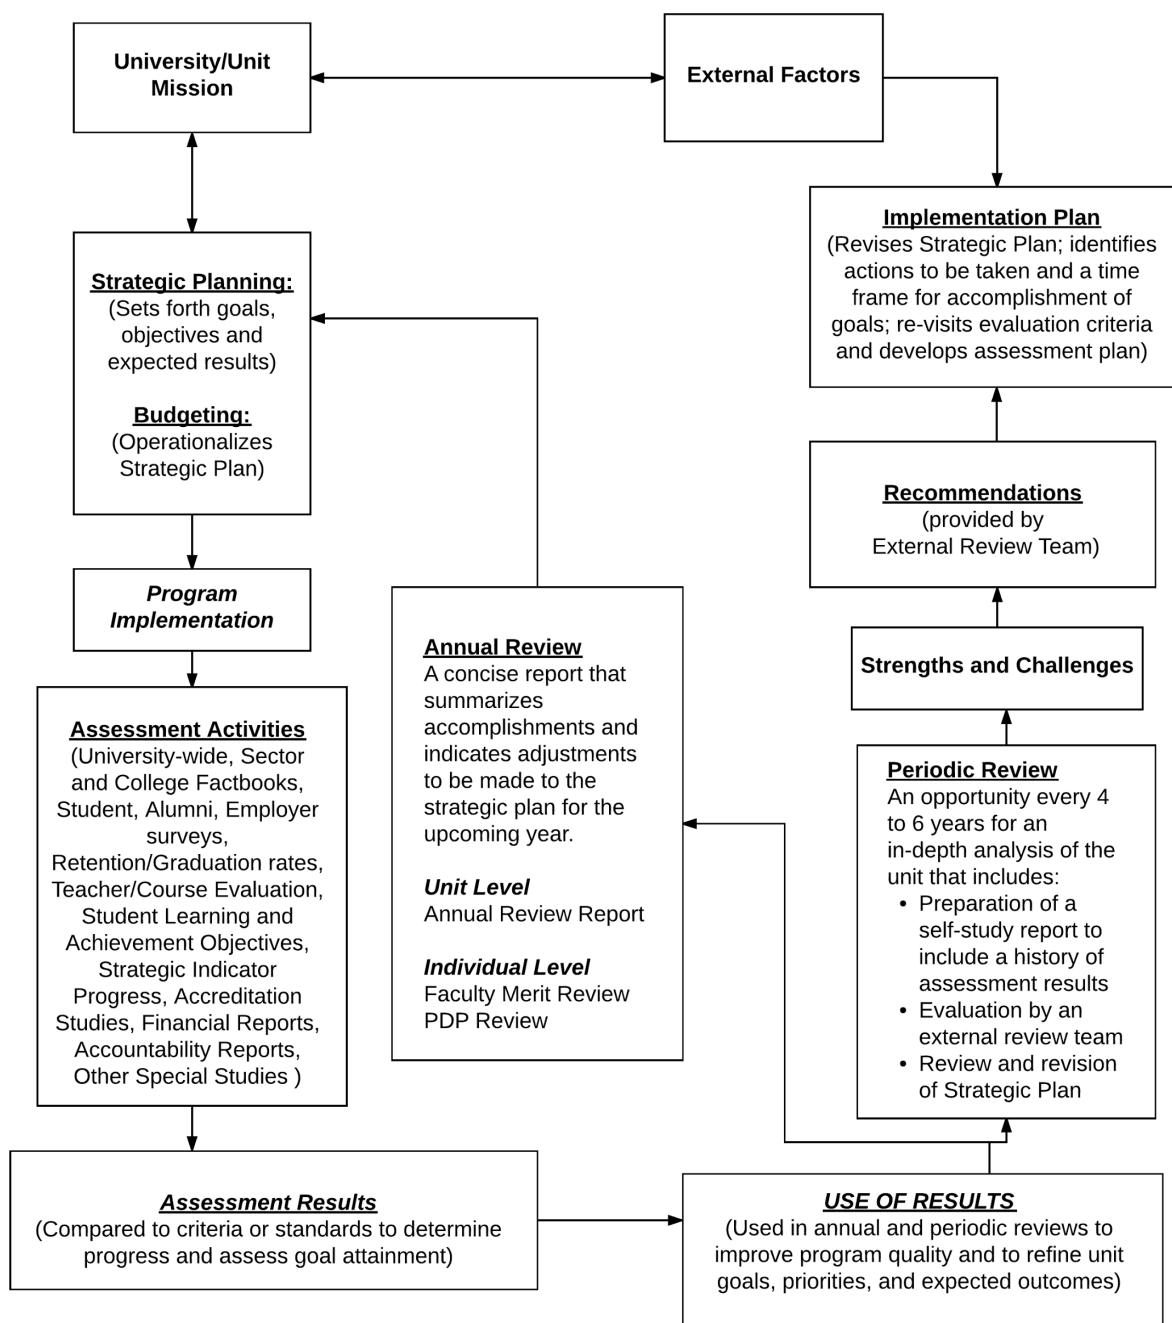 University/Unit
Mission
External Factors
Strategic Planning:
(Sets forth goals,
objectives and
expected results)
Budgeting:
(Operationalizes
Strategic Plan)
Program
Implementation
Assessment Activities
(University-wide, Sector
and College Factbooks,
Student, Alumni, Employer
surveys,
Retention/Graduation rates,
Teacher/Course Evaluation,
Student Learning and
Achievement Objectives,
Strategic Indicator
Progress, Accreditation
Studies, Financial Reports,
Accountability Reports,
Other Special Studies )
Assessment Results
(Compared to criteria or standards to determine
progress and assess goal attainment)
USE OF RESULTS
(Used in annual and periodic reviews to
improve program quality and to refine unit
goals, priorities, and expected outcomes)
Annual Review
A concise report that
summarizes
accomplishments and
indicates adjustments
to be made to the
strategic plan for the
upcoming year.
Unit Level
Annual Review Report
Individual Level
Faculty Merit Review
PDP Review
Periodic Review
An opportunity every 4
to 6 years for an
in-depth analysis of the
unit that includes:
• Preparation of a
self-study report to
include a history of
assessment results
• Evaluation by an
external review team
• Review and revision
of Strategic Plan
Strengths and Challenges
Recommendations
(provided by
External Review Team)
Implementation Plan
(Revises Strategic Plan; identifies
actions to be taken and a time
frame for accomplishment of
goals; re-visits evaluation criteria
and develops assessment plan)